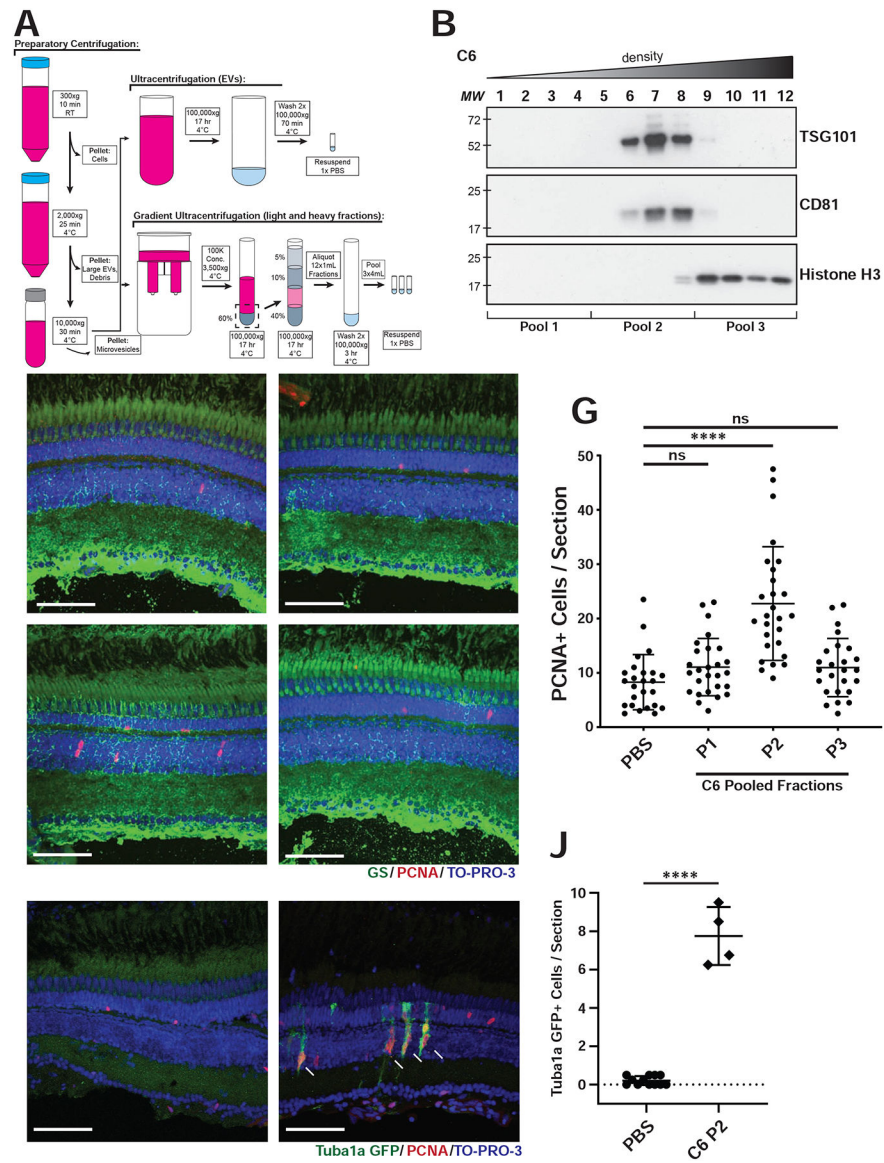 A
Preparatory Centrifugation:
300xg
10 min
RT
Pellet:
Cells
2,000xg
25 min
4°C
Pellet:
Large EVs,
Debris
10,000xg
30 min
4°C
Pellet:
Microvesicles
Ultracentrifugation (EVs):
100,000xg
17 hr
4°C
Wash 2x
100,000xg
70 min
4°C
Resuspend
1x PBS
Gradient Ultracentrifugation (light and heavy fractions):
100K
Conc.
3,500xg
4°C
60%
100,000xg
17 hr
4°C
5%
10%
20%
40%
100,000xg
17 hr
4°C
Aliquot
12x1mL
Fractions
Wash 2x
100,000xg
3 hr
4°C
Pool
3x4mL
Resuspend
1x PBS
B
C6
density
MW 1 2 3 4 5 6 7 8 9 10 11 12
72
52
TSG101
25
17
CD81
25
17
Histone H3
Pool 1 Pool 2 Pool 3
GS/PCNA/TO-PRO-3
Tuba1a GFP/PCNA/TO-PRO-3
G
PCNA+ Cells / Section
50
40
30
20
10
0
ns
****
ns
PBS P1 P2 P3
C6 Pooled Fractions
J
Tuba1a GFP+ Cells / Section
10
8
6
4
2
0
****
PBS C6 P2